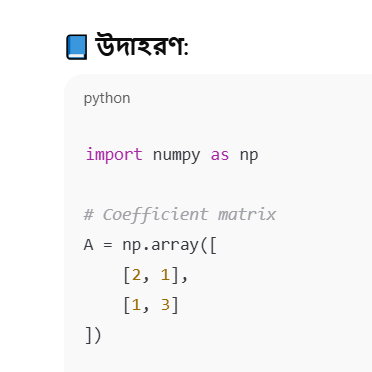 📘 উদাহরণ:
python
import numpy as np
# Coefficient matrix
A = np.array([
    [2, 1],
    [1, 3]
])